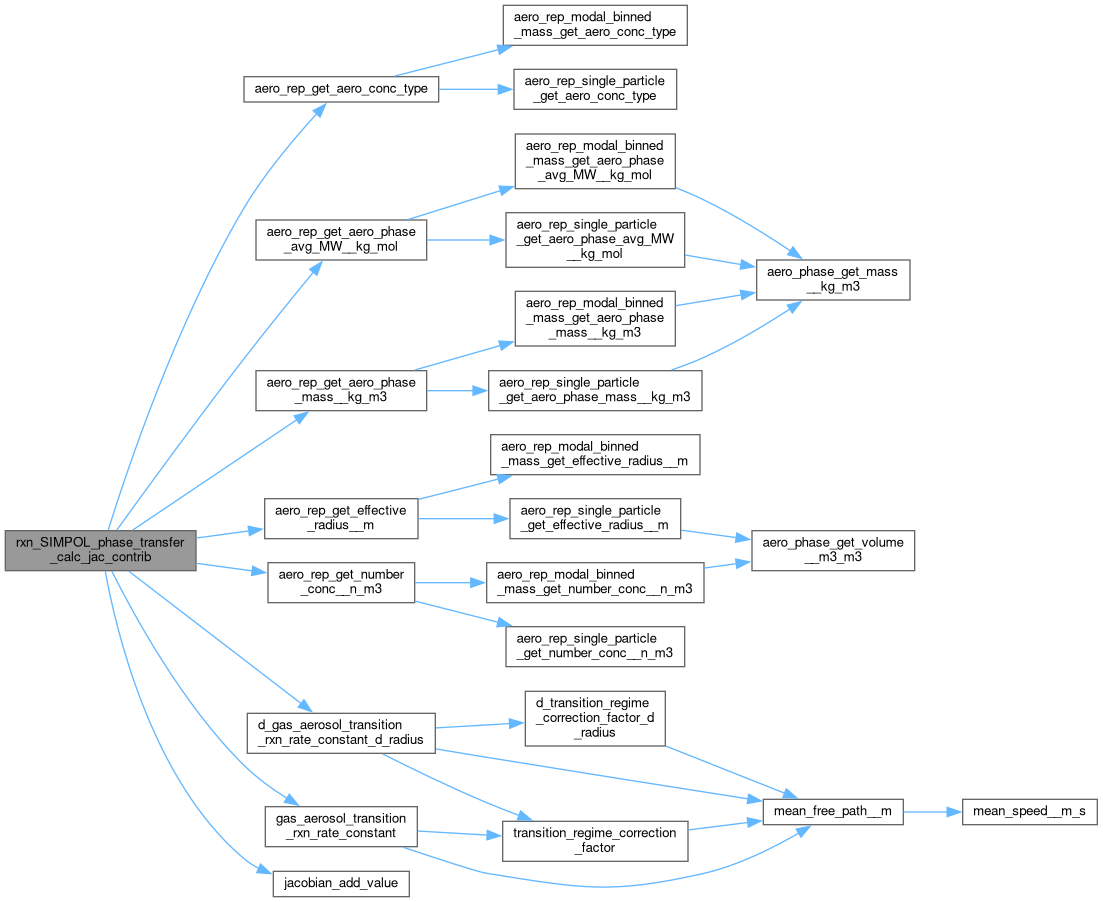 rxn_SIMPOL_phase_transfer
_calc_jac_contrib
aero_rep_get_aero_conc_type
aero_rep_modal_binned
_mass_get_aero_conc_type
aero_rep_single_particle
_get_aero_conc_type
aero_rep_get_aero_phase
_avg_MW__kg_mol
aero_rep_modal_binned
_mass_get_aero_phase
_avg_MW__kg_mol
aero_rep_single_particle
_get_aero_phase_avg_MW
__kg_mol
aero_phase_get_mass
__kg_m3
aero_rep_get_aero_phase
_mass__kg_m3
aero_rep_modal_binned
_mass_get_aero_phase
_mass__kg_m3
aero_rep_single_particle
_get_aero_phase_mass__kg_m3
aero_rep_get_effective
_radius__m
aero_rep_modal_binned
_mass_get_effective_radius__m
aero_rep_single_particle
_get_effective_radius__m
aero_phase_get_volume
__m3_m3
aero_rep_get_number
_conc__n_m3
aero_rep_modal_binned
_mass_get_number_conc__n_m3
aero_rep_single_particle
_get_number_conc__n_m3
d_gas_aerosol_transition
_rxn_rate_constant_d_radius
d_transition_regime
_correction_factor_d
_radius
mean_free_path__m
mean_speed__m_s
transition_regime_correction
_factor
gas_aerosol_transition
_rxn_rate_constant
jacobian_add_value